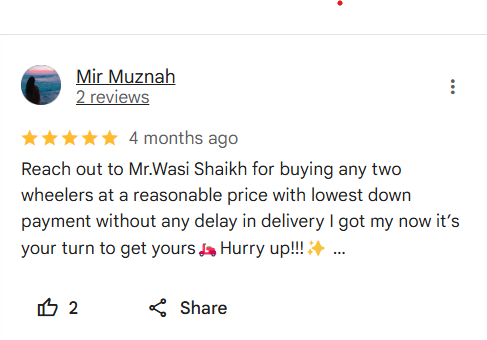 Mir Muznah
2 reviews
4 months ago
Reach out to Mr.Wasi Shaikh for buying any two
wheelers at a reasonable price with lowest down
payment without any delay in delivery I got my now it's
your turn to get yours🛵Hurry up!!!✨ ...
2
Share